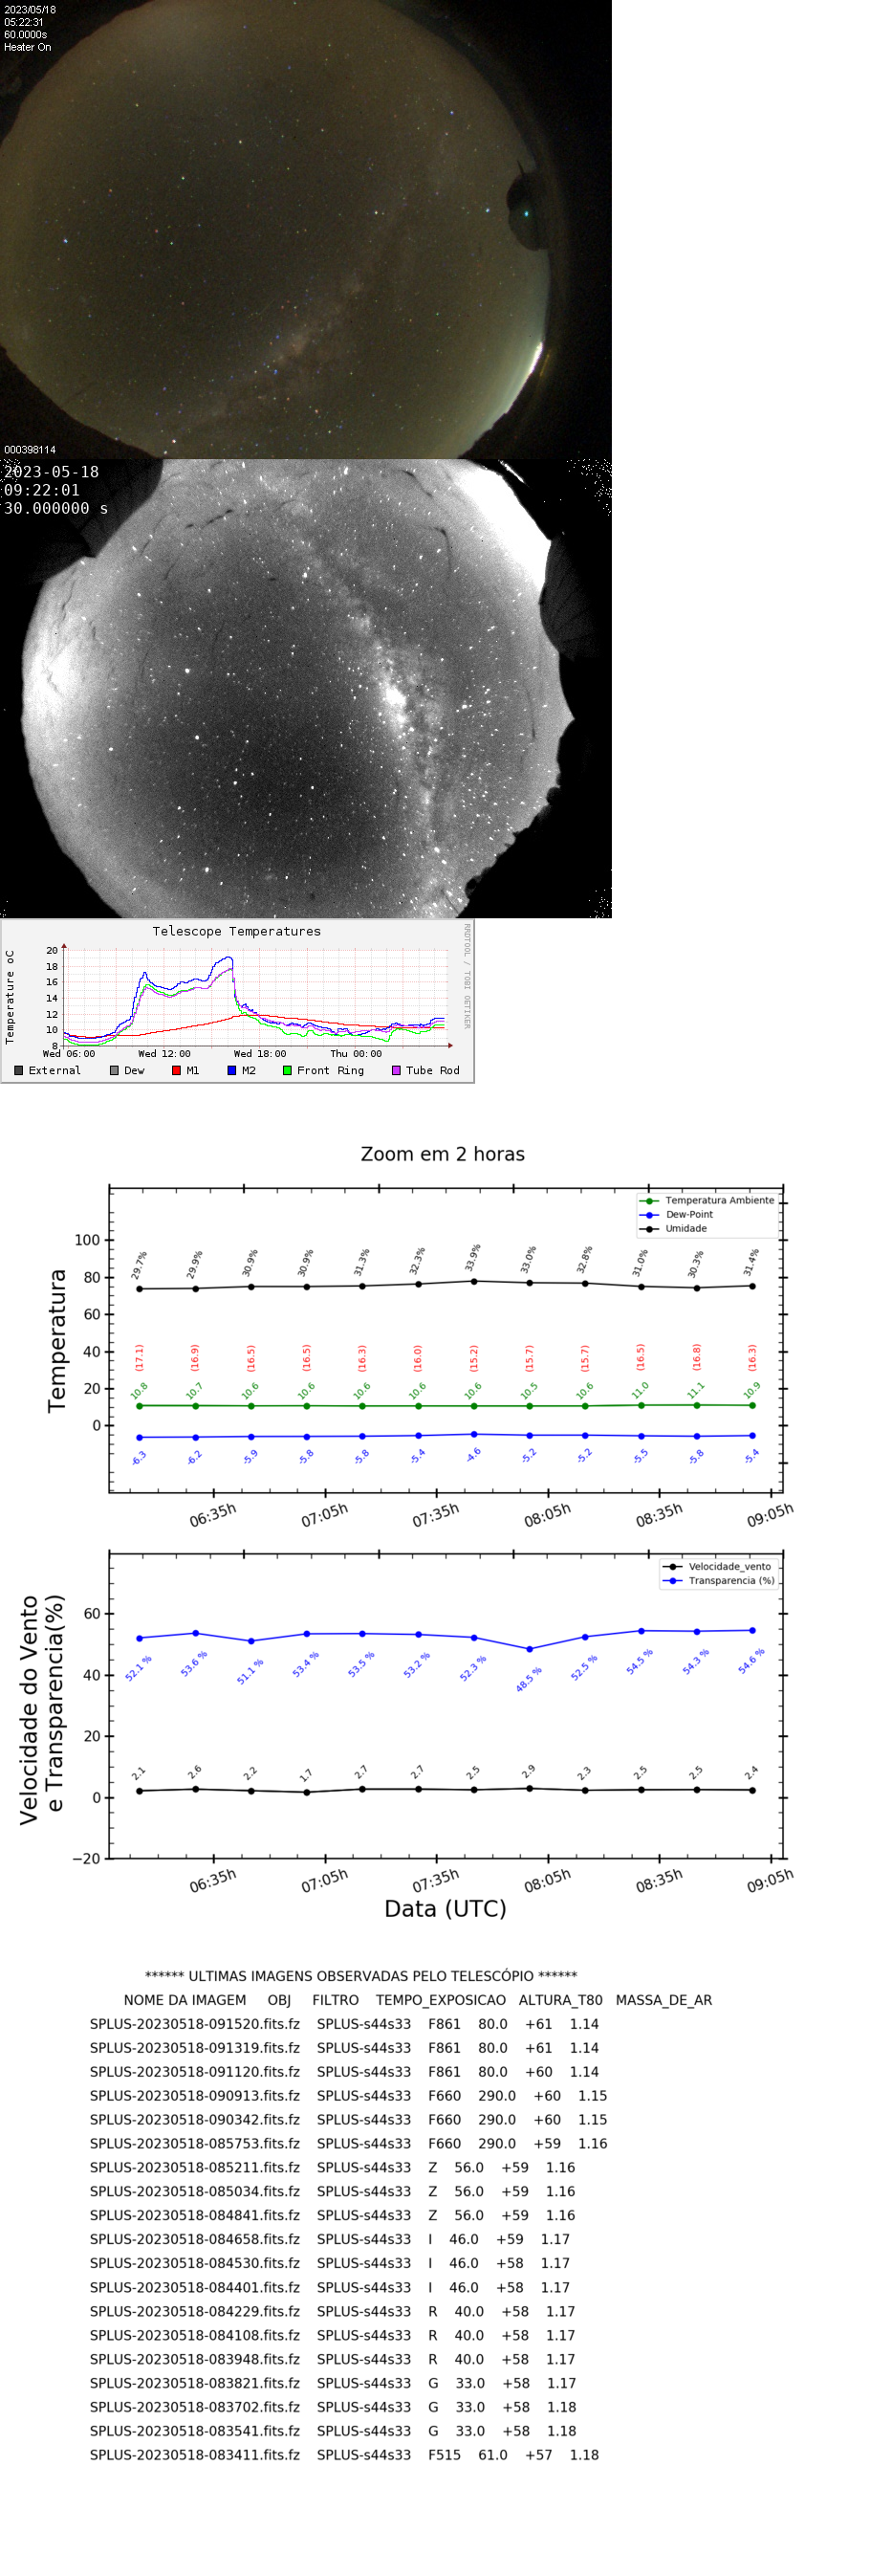 2023/05/18
05:22:31
60.0000s
Heater On
000398114
2023-05-18
09:22:01
30.000000 s
Telescope Temperatures
RRDTOOL / TOBI OETIKER
Temperature oC
20
18
16
14
12
10
8
Wed 06:00 Wed 12:00 Wed 18:00 Thu 00:00
External Dew M1 M2 Front Ring Tube Rod
Zoom em 2 horas
Temperatura Ambiente
Dew-Point
Umidade
Temperatura
100
80
60
40
20
0
29.7% 29.9% 30.9% 30.9% 31.3% 32.3% 33.9% 33.0% 32.8% 31.0% 30.3% 31.4%
(17.1) (16.9) (16.5) (16.5) (16.3) (16.0) (15.2) (15.7) (15.7) (16.5) (16.8) (16.3)
10.8 10.7 10.6 10.6 10.6 10.6 10.6 10.5 10.6 11.0 11.1 10.9
-6.3 -6.2 -5.9 -5.8 -5.8 -5.4 -4.6 -5.2 -5.2 -5.5 -5.8 -5.4
06:35h 07:05h 07:35h 08:05h 08:35h 09:05h
Velocidade_vento
Transparencia (%)
Velocidade do Vento
e Transparencia(%)
60
40
20
0
−20
52.1 % 53.6 % 51.1 % 53.4 % 53.5 % 53.2 % 52.3 % 48.5 % 52.5 % 54.5 % 54.3 % 54.6 %
2.1 2.6 2.2 1.7 2.7 2.7 2.5 2.9 2.3 2.5 2.5 2.4
06:35h 07:05h 07:35h 08:05h 08:35h 09:05h
Data (UTC)
****** ULTIMAS IMAGENS OBSERVADAS PELO TELESCÓPIO ******
NOME DA IMAGEM OBJ FILTRO TEMPO_EXPOSICAO ALTURA_T80 MASSA_DE_AR
SPLUS-20230518-091520.fits.fz SPLUS-s44s33 F861 80.0 +61 1.14
SPLUS-20230518-091319.fits.fz SPLUS-s44s33 F861 80.0 +61 1.14
SPLUS-20230518-091120.fits.fz SPLUS-s44s33 F861 80.0 +60 1.14
SPLUS-20230518-090913.fits.fz SPLUS-s44s33 F660 290.0 +60 1.15
SPLUS-20230518-090342.fits.fz SPLUS-s44s33 F660 290.0 +60 1.15
SPLUS-20230518-085753.fits.fz SPLUS-s44s33 F660 290.0 +59 1.16
SPLUS-20230518-085211.fits.fz SPLUS-s44s33 Z 56.0 +59 1.16
SPLUS-20230518-085034.fits.fz SPLUS-s44s33 Z 56.0 +59 1.16
SPLUS-20230518-084841.fits.fz SPLUS-s44s33 Z 56.0 +59 1.16
SPLUS-20230518-084658.fits.fz SPLUS-s44s33 I 46.0 +59 1.17
SPLUS-20230518-084530.fits.fz SPLUS-s44s33 I 46.0 +58 1.17
SPLUS-20230518-084401.fits.fz SPLUS-s44s33 I 46.0 +58 1.17
SPLUS-20230518-084229.fits.fz SPLUS-s44s33 R 40.0 +58 1.17
SPLUS-20230518-084108.fits.fz SPLUS-s44s33 R 40.0 +58 1.17
SPLUS-20230518-083948.fits.fz SPLUS-s44s33 R 40.0 +58 1.17
SPLUS-20230518-083821.fits.fz SPLUS-s44s33 G 33.0 +58 1.17
SPLUS-20230518-083702.fits.fz SPLUS-s44s33 G 33.0 +58 1.18
SPLUS-20230518-083541.fits.fz SPLUS-s44s33 G 33.0 +58 1.18
SPLUS-20230518-083411.fits.fz SPLUS-s44s33 F515 61.0 +57 1.18